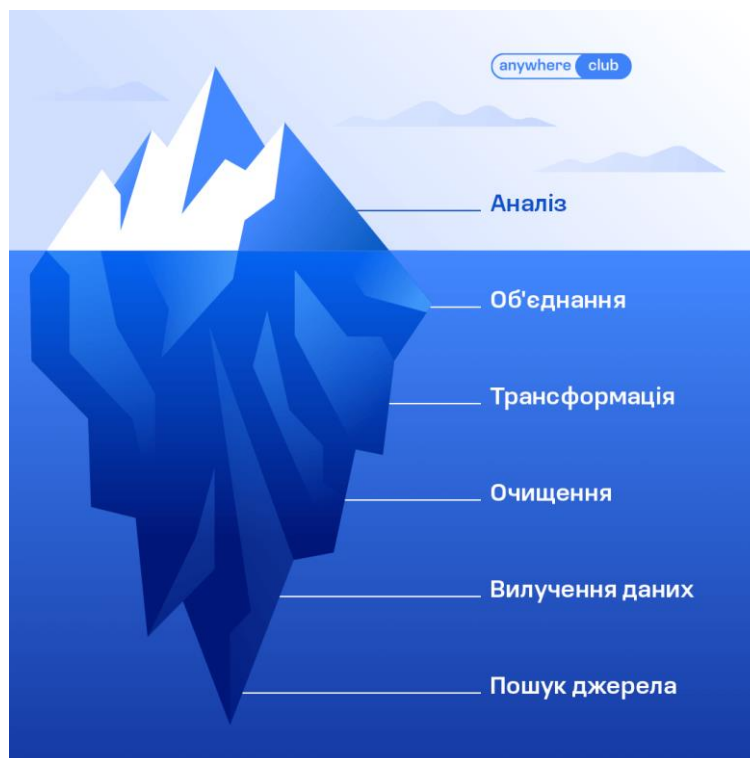 anywhere club
Аналіз
Об'єднання
Трансформація
Очищення
Вилучення даних
Пошук джерела